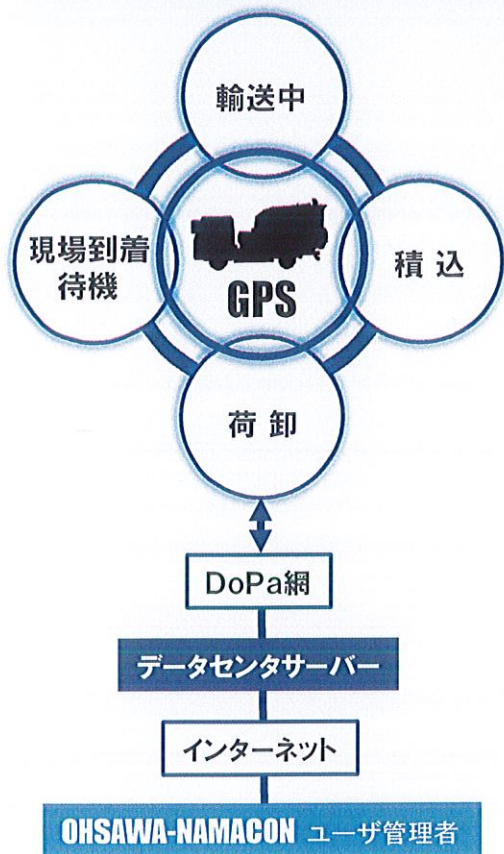 輸送中
現場到着
待機
GPS
積込
荷卸
DoPa網
データセンタサーバー
インターネット
OHSAWA-NAMACON ユーザ管理者